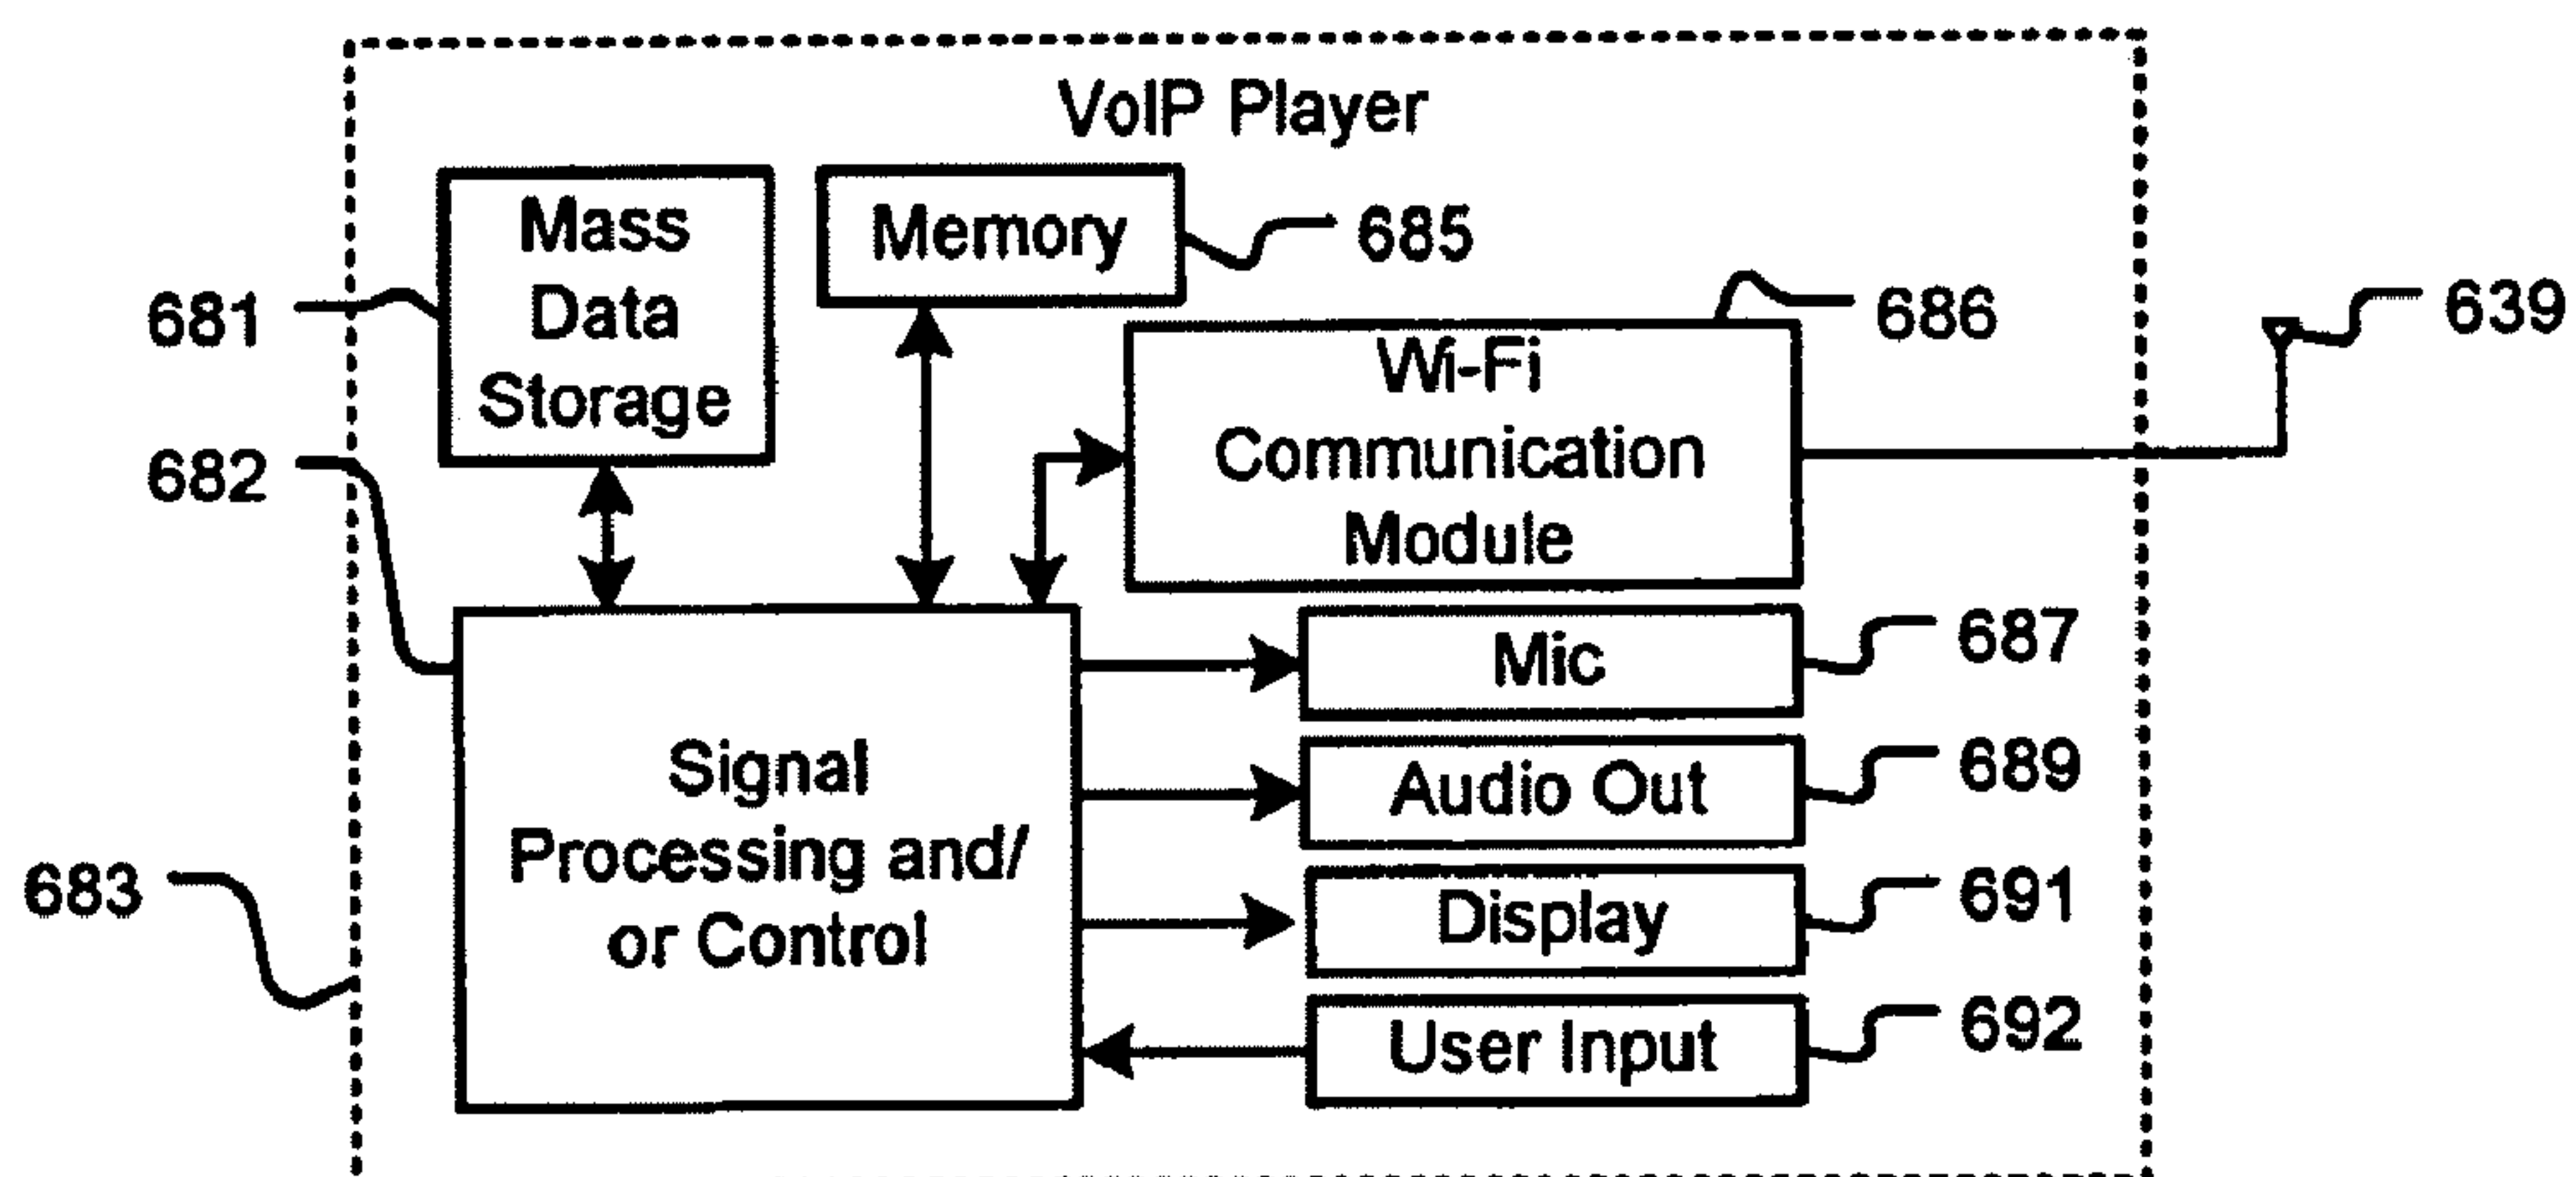 VoIP Player
Mass
Data
Storage
Memory
685
681
686
639
Wi-Fi
Communication
Module
682
Mic
687
Signal
Processing and/
or Control
Audio Out
689
683
Display
691
User Input
692